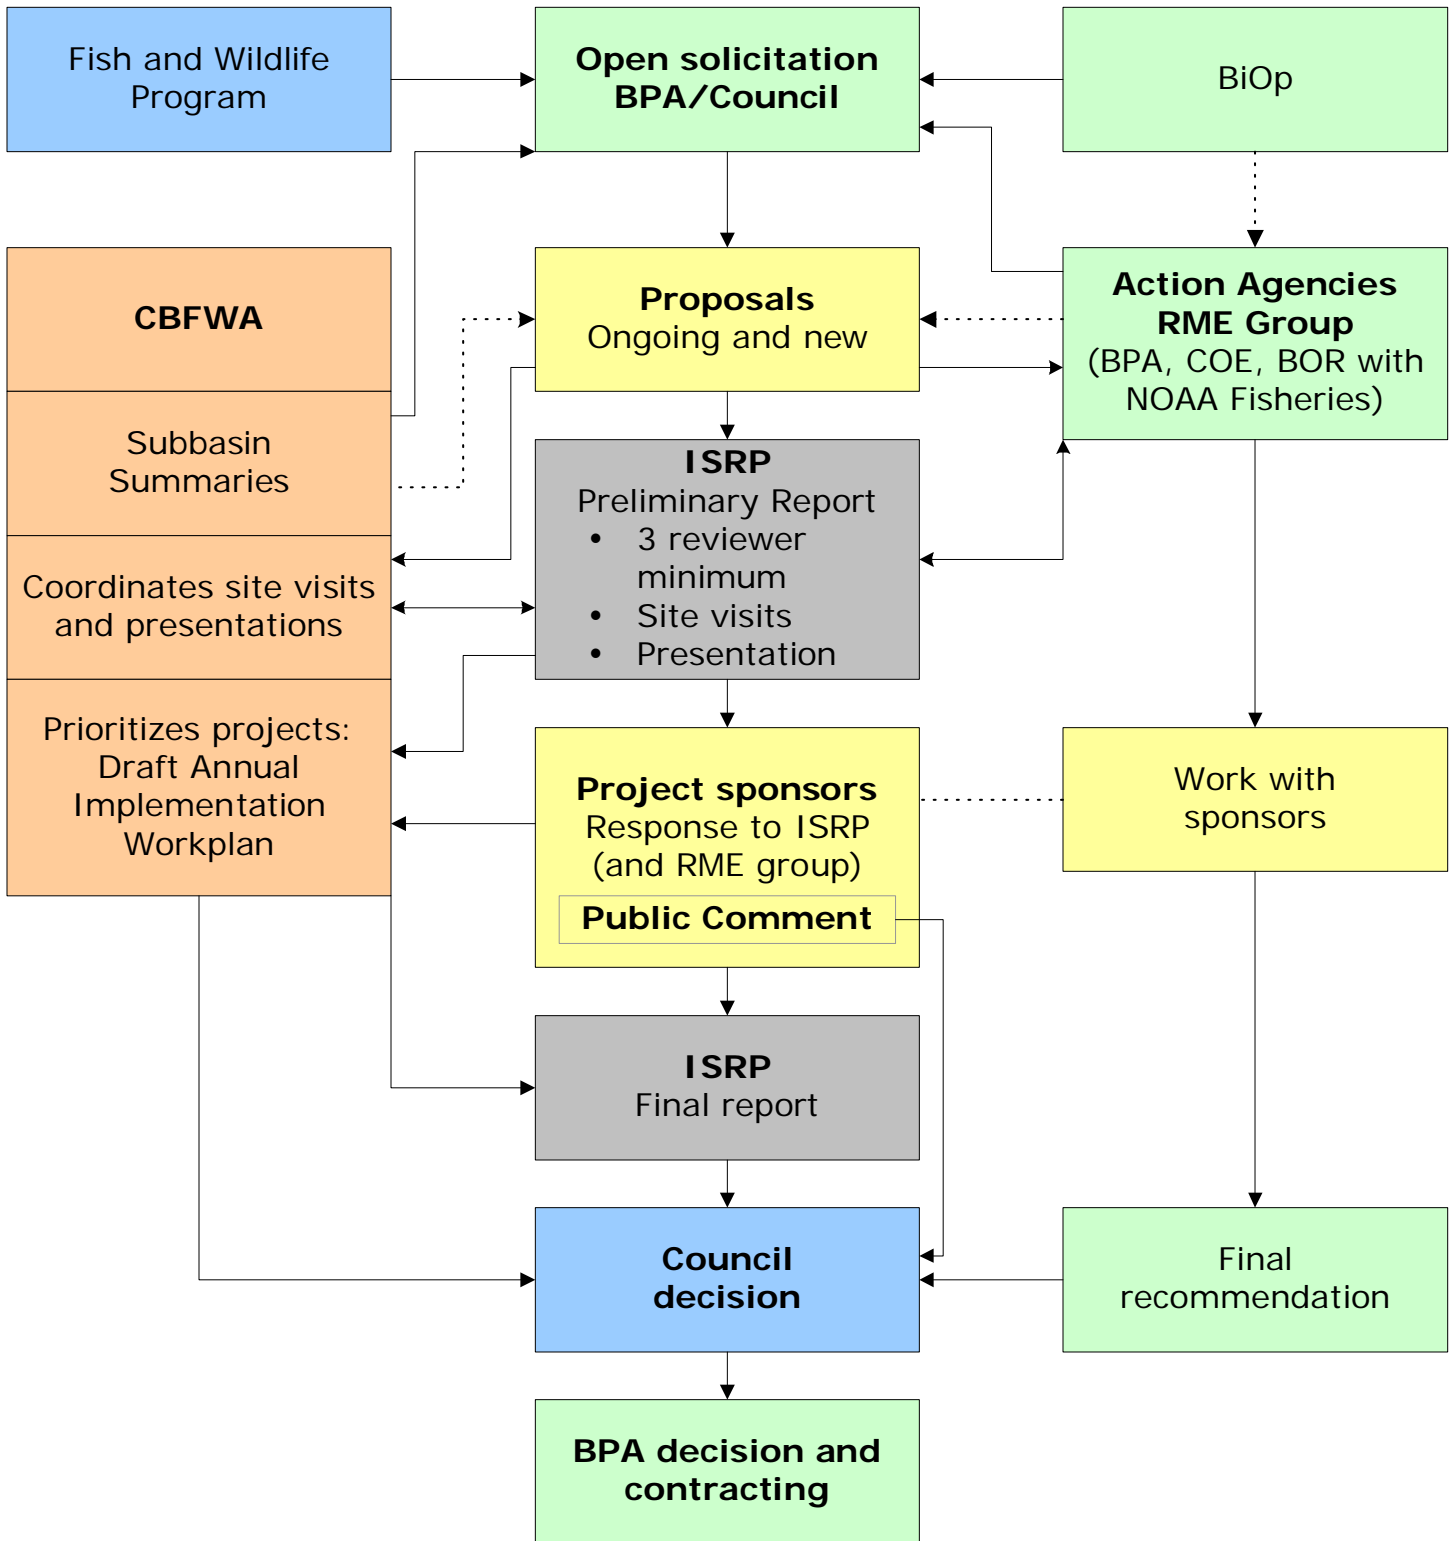 Fish and Wildlife
Program
Open solicitation
BPA/Council
BiOp
CBFWA
Proposals
Ongoing and new
Action Agencies
RME Group
(BPA, COE, BOR with
NOAA Fisheries)
Subbasin
Summaries
ISRP
Preliminary Report
• 3 reviewer
minimum
• Site visits
• Presentation
Coordinates site visits
and presentations
Prioritizes projects:
Draft Annual
Implementation
Workplan
Project sponsors
Response to ISRP
(and RME group)
Public Comment
Work with
sponsors
ISRP
Final report
Council
decision
Final
recommendation
BPA decision and
contracting